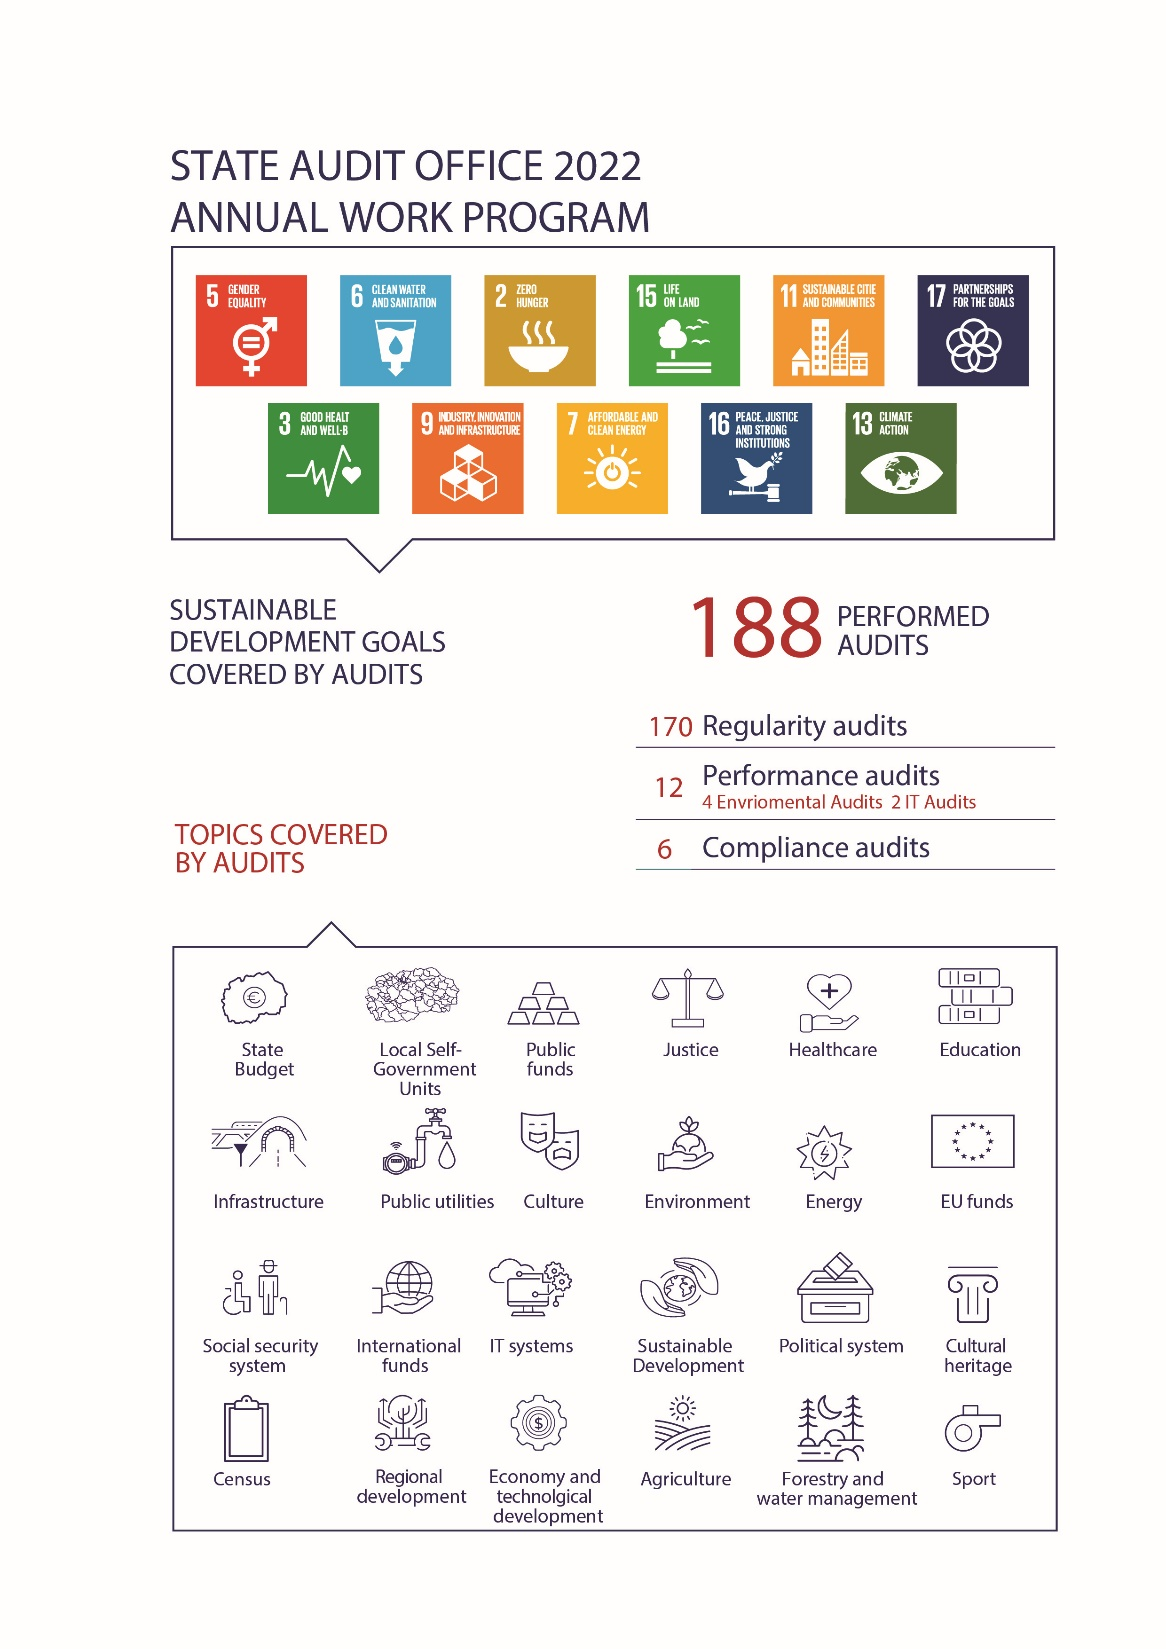 STATE AUDIT OFFICE 2022
ANNUAL WORK PROGRAM
5 GENDER
EQUALITY
6 CLEAN WATER
AND SANITATION
2 ZERO
HUNGER
15 LIFE
ON LAND
11 SUSTAINABLE CITIE
AND COMMUNITIES
17 PARTNERSHIPS
FOR THE GOALS
3 GOOD HEALT
AND WELL-B
9 INDUSTRY, INNOVATION
AND INFRASTRUCTURE
7 AFFORDABLE AND
CLEAN ENERGY
16 PEACE, JUSTICE
AND STRONG
INSTITUTIONS
13 CLIMATE
ACTION
SUSTAINABLE
DEVELOPMENT GOALS
COVERED BY AUDITS
188 PERFORMED
AUDITS
170 Regularity audits
12 Performance audits
4 Envriomental Audits 2 IT Audits
6 Compliance audits
TOPICS COVERED
BY AUDITS
State
Budget
Local Self-
Government
Units
Public
funds
Justice
Healthcare
Education
Infrastructure
Public utilities
Culture
Environment
Energy
EU funds
Social security
system
International
funds
IT systems
Sustainable
Development
Political system
Cultural
heritage
Census
Regional
development
Economy and
technolgical
development
Agriculture
Forestry and
water management
Sport